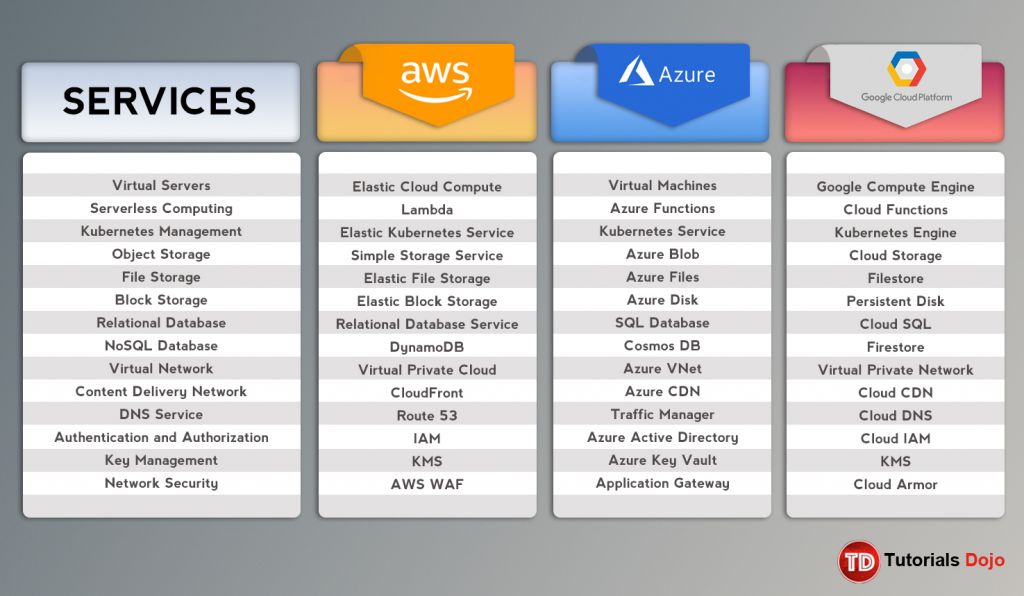 SERVICES aws Azure Google Cloud Platform
Virtual Servers Elastic Cloud Compute Virtual Machines Google Compute Engine
Serverless Computing Lambda Azure Functions Cloud Functions
Kubernetes Management Elastic Kubernetes Service Kubernetes Service Kubernetes Engine
Object Storage Simple Storage Service Azure Blob Cloud Storage
File Storage Elastic File Storage Azure Files Filestore
Block Storage Elastic Block Storage Azure Disk Persistent Disk
Relational Database Relational Database Service SQL Database Cloud SQL
NoSQL Database DynamoDB Cosmos DB Firestore
Virtual Network Virtual Private Cloud Azure VNet Virtual Private Network
Content Delivery Network CloudFront Azure CDN Cloud CDN
DNS Service Route 53 Traffic Manager Cloud DNS
Authentication and Authorization IAM Azure Active Directory Cloud IAM
Key Management KMS Azure Key Vault KMS
Network Security AWS WAF Application Gateway Cloud Armor
TD Tutorials Dojo